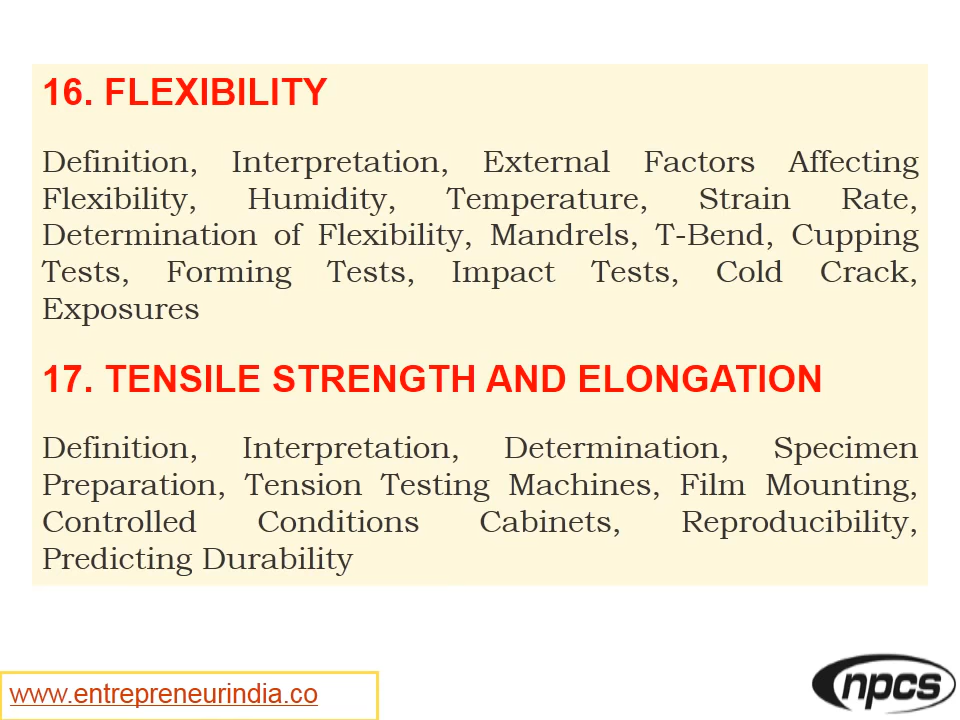 16. FLEXIBILITY
Definition, Interpretation, External Factors Affecting
Flexibility, Humidity, Temperature, Strain Rate,
Determination of Flexibility, Mandrels, T-Bend, Cupping
Tests, Forming Tests, Impact Tests, Cold Crack,
Exposures
17. TENSILE STRENGTH AND ELONGATION
Definition, Interpretation, Determination, Specimen
Preparation, Tension Testing Machines, Film Mounting,
Controlled Conditions Cabinets, Reproducibility,
Predicting Durability
www.entrepreneurindia.co
npcs